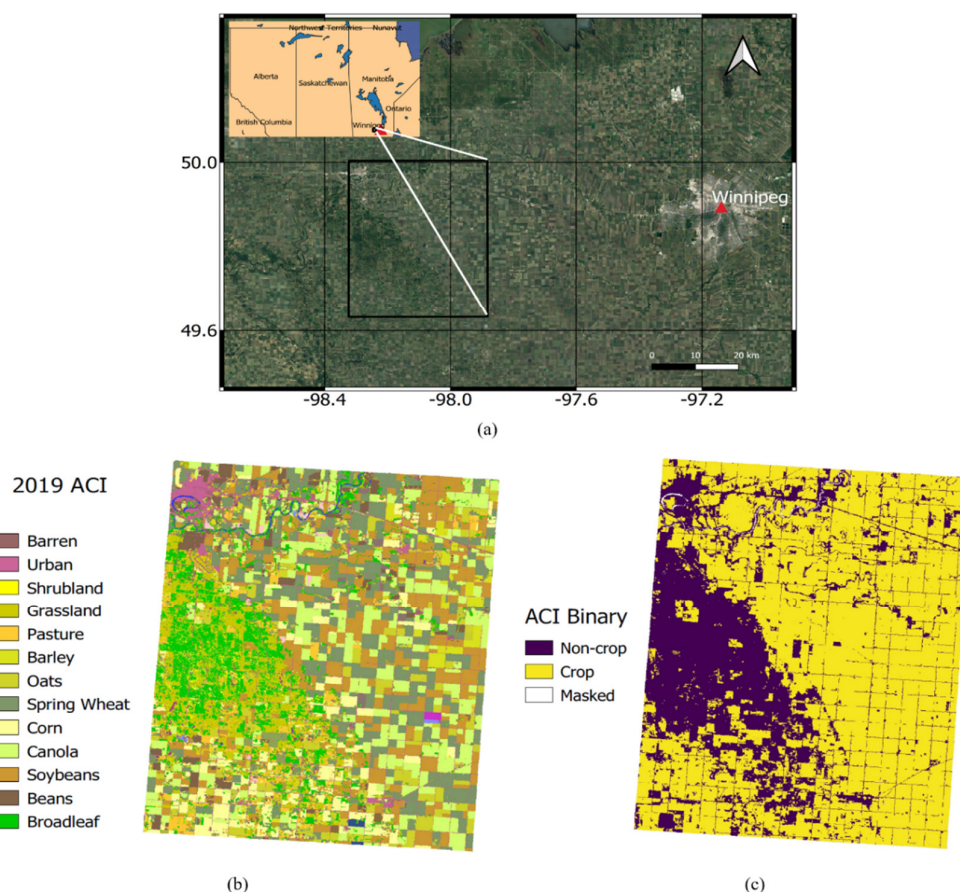 Northwest Territories Nunavut
Alberta
Saskatchewan
Manitoba
Ontario
British Columbia
Winnipeg
50.0
Winnipeg
49.6
0 10 20 km
-98.4 -98.0 -97.6 -97.2
(a)
2019 ACI
Barren
Urban
Shrubland
Grassland
Pasture
Barley
Oats
Spring Wheat
Corn
Canola
Soybeans
Beans
Broadleaf
ACI Binary
Non-crop
Crop
Masked
(b) (c)